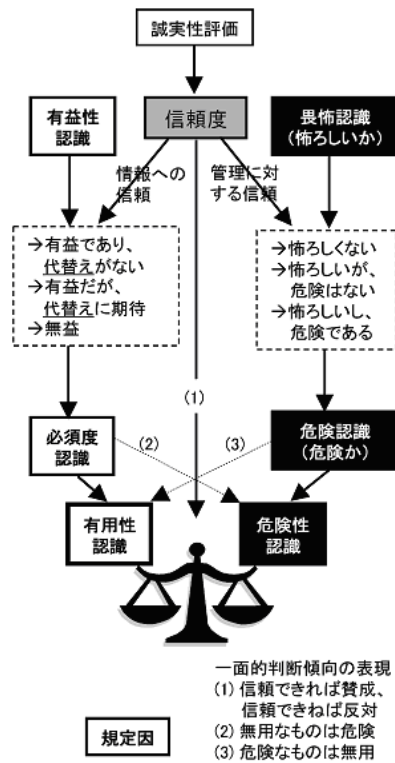 誠実性評価
有益性
認識
信頼度
畏怖認識
(怖ろしいか)
情報への
信頼
管理に対
する信頼
→有益であり、
代替えがない
→有益だが、
代替えに期待
→無益
→怖ろしくない
→怖ろしいが、
危険はない
→怖ろしいし、
危険である
(1)
必須度
認識
(2)
(3)
危険認識
(危険か)
有用性
認識
危険性
認識
一面的判断傾向の表現
(1) 信頼できれば賛成、
信頼できねば反対
(2) 無用なものは危険
(3) 危険なものは無用
規定因